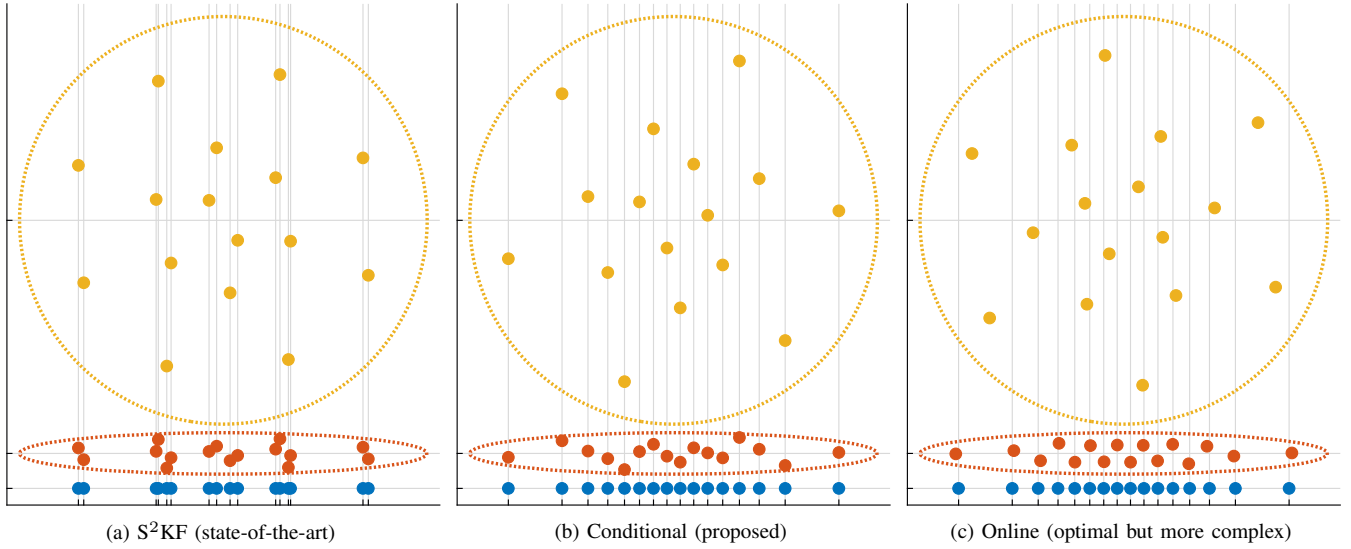 (a) S²KF (state-of-the-art)
(b) Conditional (proposed)
(c) Online (optimal but more complex)